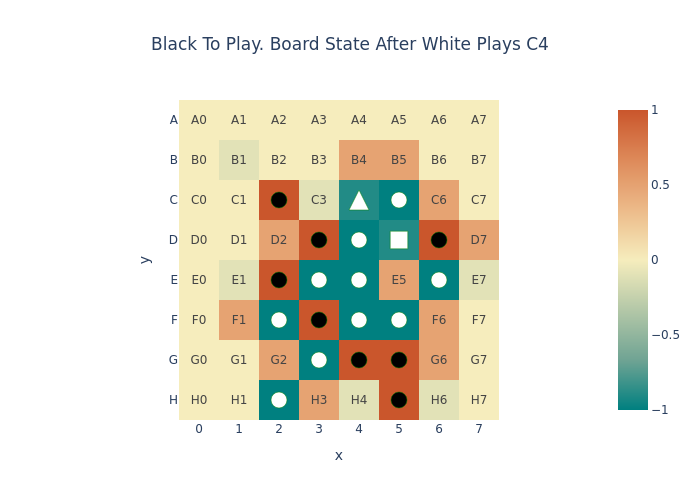 Black To Play. Board State After White Plays C4
A A0 A1 A2 A3 A4 A5 A6 A7
B B0 B1 B2 B3 B4 B5 B6 B7
C C0 C1 C3 C6 C7
D D0 D1 D2 D7
E E0 E1 E5 E7
F F0 F1 F6 F7
G G0 G1 G2 G6 G7
H H0 H1 H3 H4 H6 H7
0 1 2 3 4 5 6 7
x
y
1
0.5
0
−0.5
−1